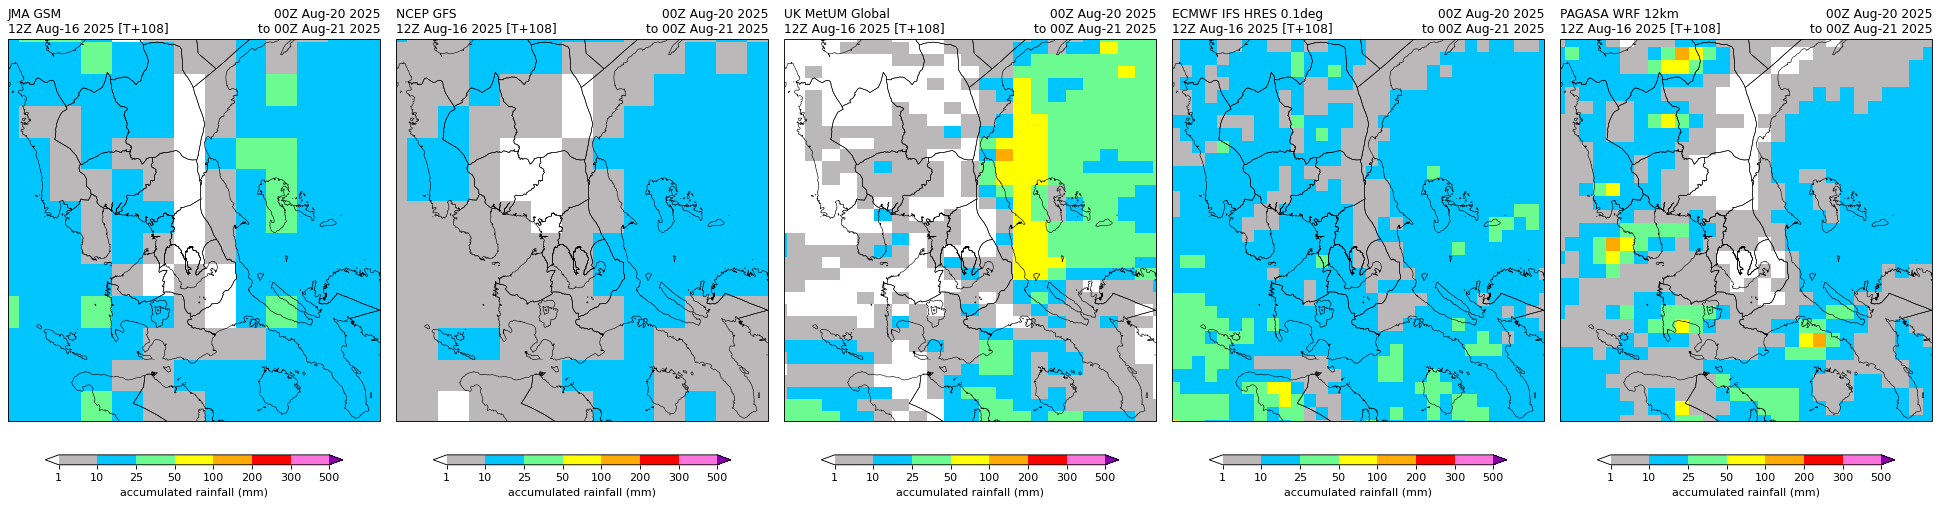 JMA GSM
00Z Aug-20 2025
12Z Aug-16 2025 [T+108]
to 00Z Aug-21 2025
NCEP GFS
00Z Aug-20 2025
12Z Aug-16 2025 [T+108]
to 00Z Aug-21 2025
UK MetUM Global
00Z Aug-20 2025
12Z Aug-16 2025 [T+108]
to 00Z Aug-21 2025
ECMWF IFS HRES 0.1deg
00Z Aug-20 2025
12Z Aug-16 2025 [T+108]
to 00Z Aug-21 2025
PAGASA WRF 12km
00Z Aug-20 2025
12Z Aug-16 2025 [T+108]
to 00Z Aug-21 2025
1 10 25 50 100 200 300 500
accumulated rainfall (mm)
1 10 25 50 100 200 300 500
accumulated rainfall (mm)
1 10 25 50 100 200 300 500
accumulated rainfall (mm)
1 10 25 50 100 200 300 500
accumulated rainfall (mm)
1 10 25 50 100 200 300 500
accumulated rainfall (mm)